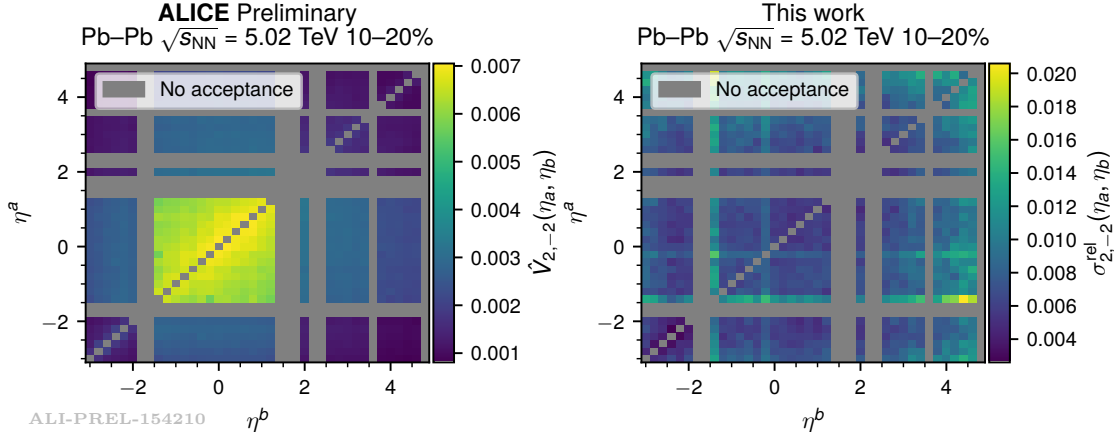 ALICE Preliminary
Pb–Pb √sNN = 5.02 TeV 10–20%
No acceptance
4
2
0
−2
ηa
−2
0
2
4
ηb
0.007
0.006
0.005
0.004
0.003
0.002
0.001
V̂2,−2(ηa, ηb)
ALI-PREL-154210
This work
Pb–Pb √sNN = 5.02 TeV 10–20%
No acceptance
4
2
0
−2
ηa
−2
0
2
4
ηb
0.020
0.018
0.016
0.014
0.012
0.010
0.008
0.006
0.004
σrel2,−2(ηa, ηb)